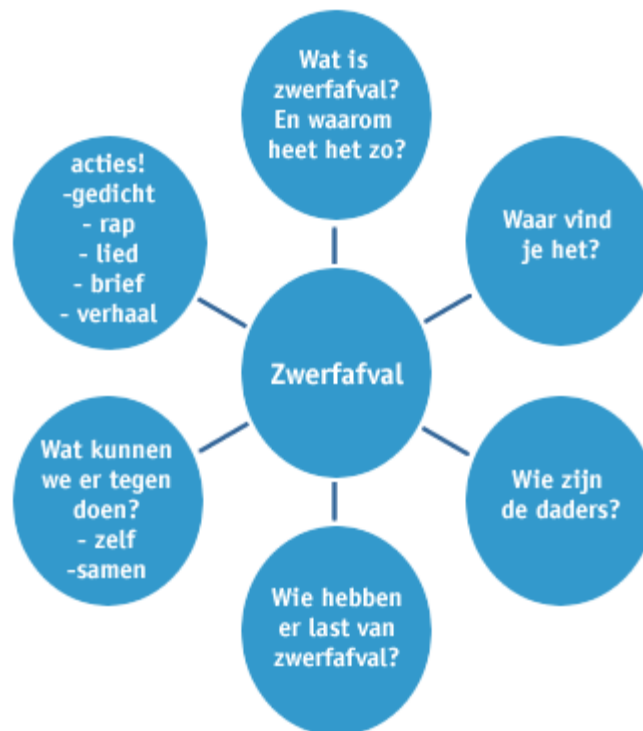 Wat is
zwerfafval?
En waarom
heet het zo?
Waar vind
je het?
Wie zijn
de daders?
Wie hebben
er last van
zwerfafval?
Wat kunnen
we er tegen
doen?
- zelf
-samen
acties!
-gedicht
- rap
- lied
- brief
- verhaal
Zwerfafval